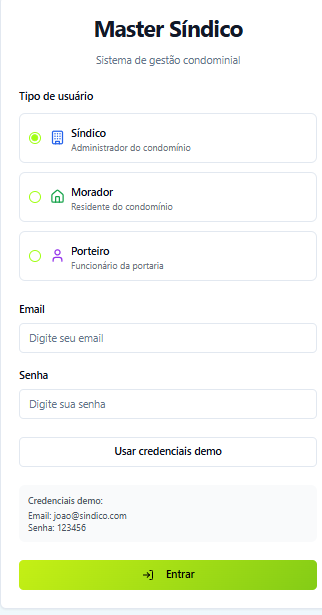 Master Síndico
Sistema de gestão condominial
Tipo de usuário
Síndico
Administrador do condomínio
Morador
Residente do condomínio
Porteiro
Funcionário da portaria
Email
Digite seu email
Senha
Digite sua senha
Usar credenciais demo
Credenciais demo:
Email: joao@sindico.com
Senha: 123456
Entrar